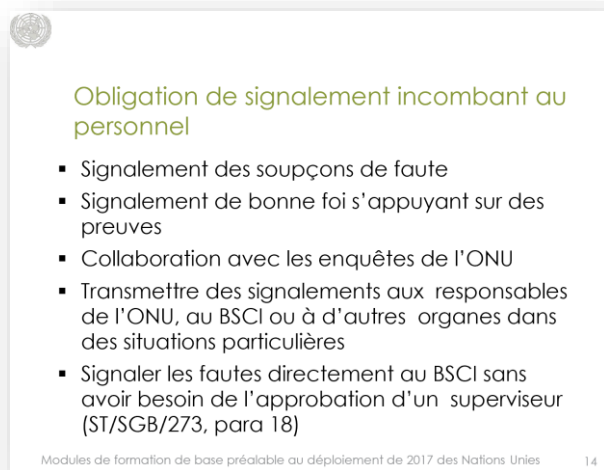 Obligation de signalement incombant au
personnel
▪ Signalement des soupçons de faute
▪ Signalement de bonne foi s'appuyant sur des
preuves
▪ Collaboration avec les enquêtes de l'ONU
▪ Transmettre des signalements aux responsables
de l'ONU, au BSCI ou à d'autres organes dans
des situations particulières
▪ Signaler les fautes directement au BSCI sans
avoir besoin de l'approbation d'un superviseur
(ST/SGB/273, para 18)
Modules de formation de base préalable au déploiement de 2017 des Nations Unies 14